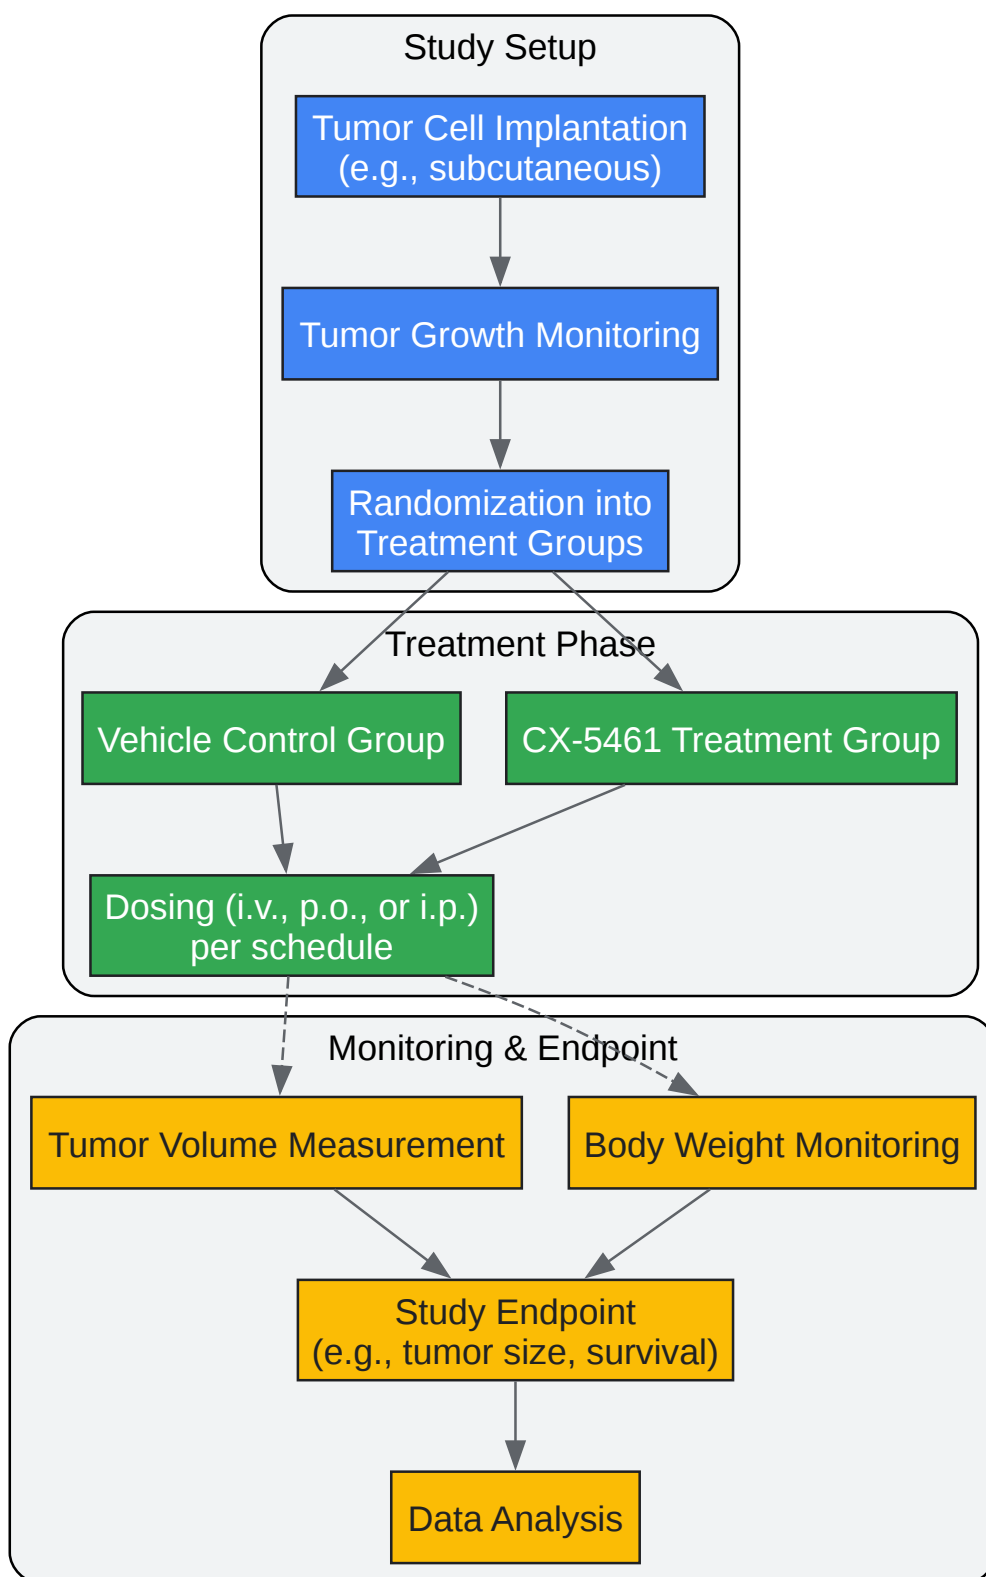 Study Setup
Tumor Cell Implantation
(e.g., subcutaneous)
Tumor Growth Monitoring
Randomization into
Treatment Groups
Treatment Phase
Vehicle Control Group
CX-5461 Treatment Group
Dosing (i.v., p.o., or i.p.)
per schedule
Monitoring & Endpoint
Tumor Volume Measurement
Body Weight Monitoring
Study Endpoint
(e.g., tumor size, survival)
Data Analysis